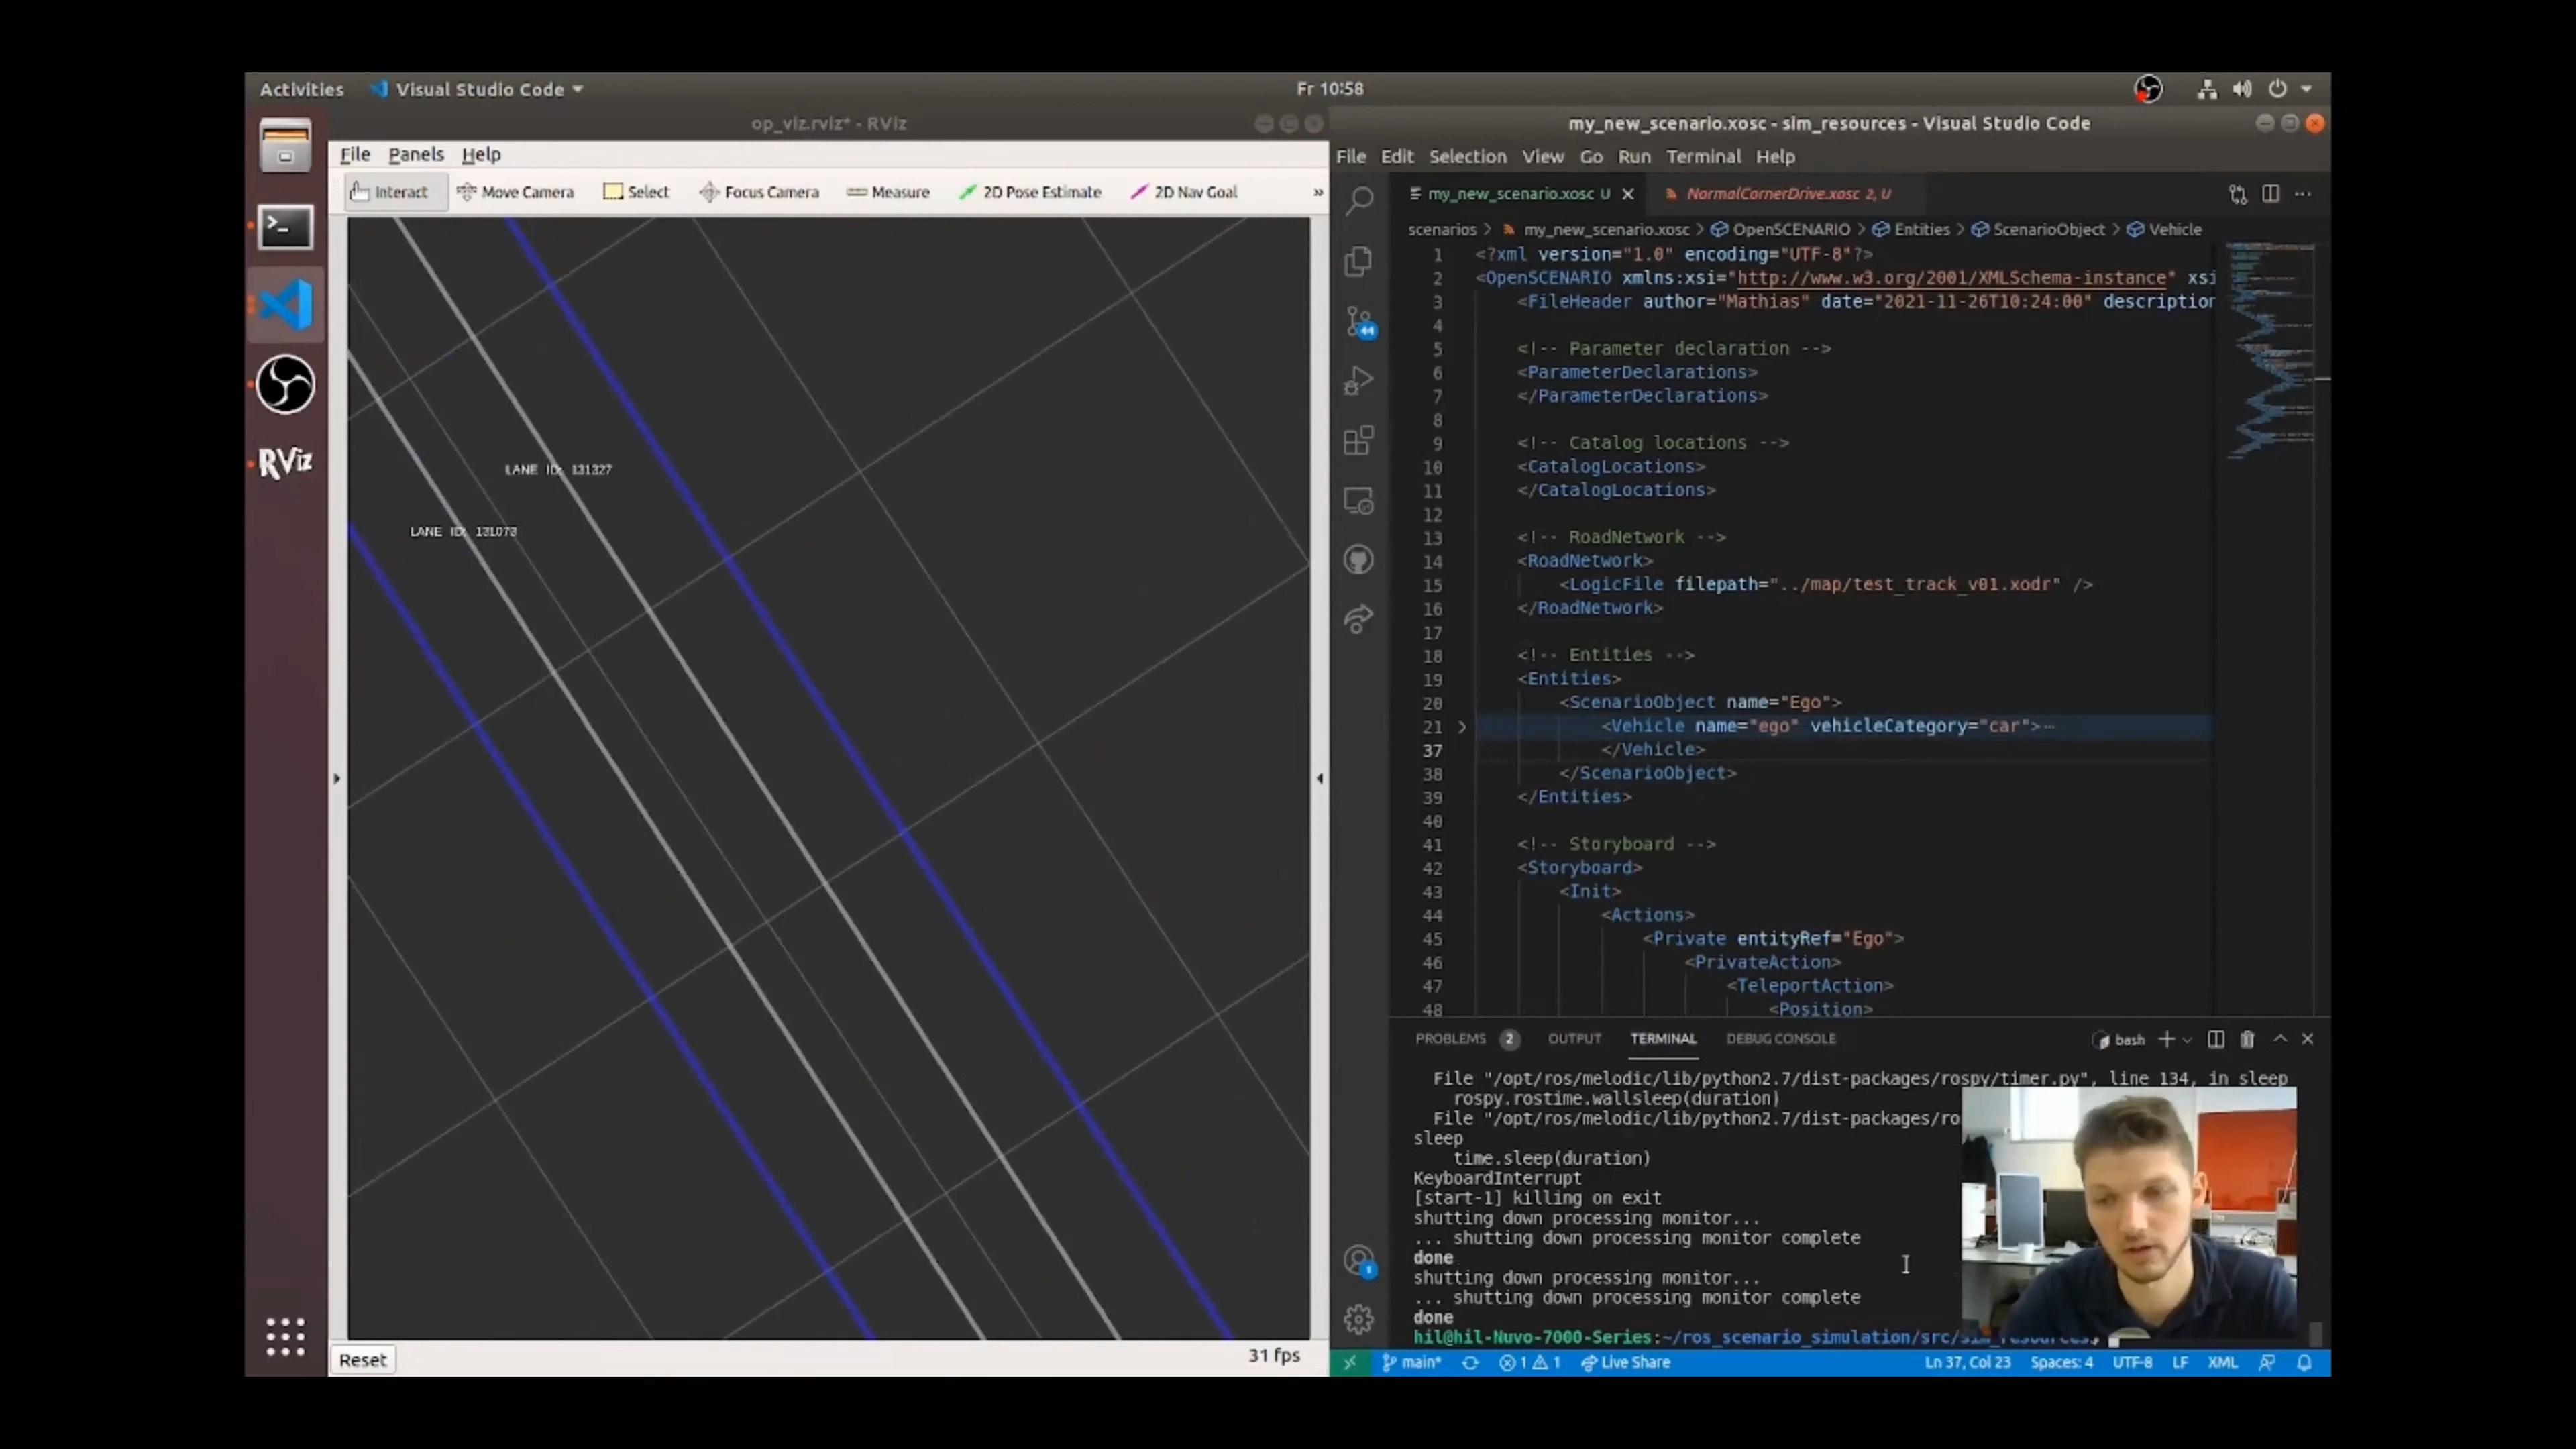 Activities
Visual Studio Code
Fr 10:58
op_viz.rviz* - RViz
File Panels Help
Interact Move Camera Select Focus Camera Measure 2D Pose Estimate 2D Nav Goal »
RViz
LANE ID: 131327
LANE ID: 131073
Reset
31 fps
my_new_scenario.xosc - sim_resources - Visual Studio Code
File Edit Selection View Go Run Terminal Help
my_new_scenario.xosc U NormalCornerDrive.xosc 2, U
scenarios > my_new_scenario.xosc > OpenSCENARIO > Entities > ScenarioObject > Vehicle
44
1 <?xml version="1.0" encoding="UTF-8"?>
2 <OpenSCENARIO xmlns:xsi="http://www.w3.org/2001/XMLSchema-instance" xsi
3 <FileHeader author="Mathias" date="2021-11-26T10:24:00" description
4
5 <!-- Parameter declaration -->
6 <ParameterDeclarations>
7 </ParameterDeclarations>
8
9 <!-- Catalog locations -->
10 <CatalogLocations>
11 </CatalogLocations>
12
13 <!-- RoadNetwork -->
14 <RoadNetwork>
15 <LogicFile filepath="../map/test_track_v01.xodr" />
16 </RoadNetwork>
17
18 <!-- Entities -->
19 <Entities>
20 <ScenarioObject name="Ego">
21 <Vehicle name="ego" vehicleCategory="car">
37 </Vehicle>
38 </ScenarioObject>
39 </Entities>
40
41 <!-- Storyboard -->
42 <Storyboard>
43 <Init>
44 <Actions>
45 <Private entityRef="Ego">
46 <PrivateAction>
47 <TeleportAction>
48 <Position>
PROBLEMS 2 OUTPUT TERMINAL DEBUG CONSOLE bash
File "/opt/ros/melodic/lib/python2.7/dist-packages/rospy/timer.py", line 134, in sleep
rospy.rostime.wallsleep(duration)
File "/opt/ros/melodic/lib/python2.7/dist-packages/ro
sleep
time.sleep(duration)
KeyboardInterrupt
[start-1] killing on exit
shutting down processing monitor...
... shutting down processing monitor complete
done
shutting down processing monitor...
... shutting down processing monitor complete
done
hil@hil-Nuvo-7000-Series:~/ros_scenario_simulation/src/sim_resources
main* 1 1 Live Share Ln 37, Col 23 Spaces: 4 UTF-8 LF XML